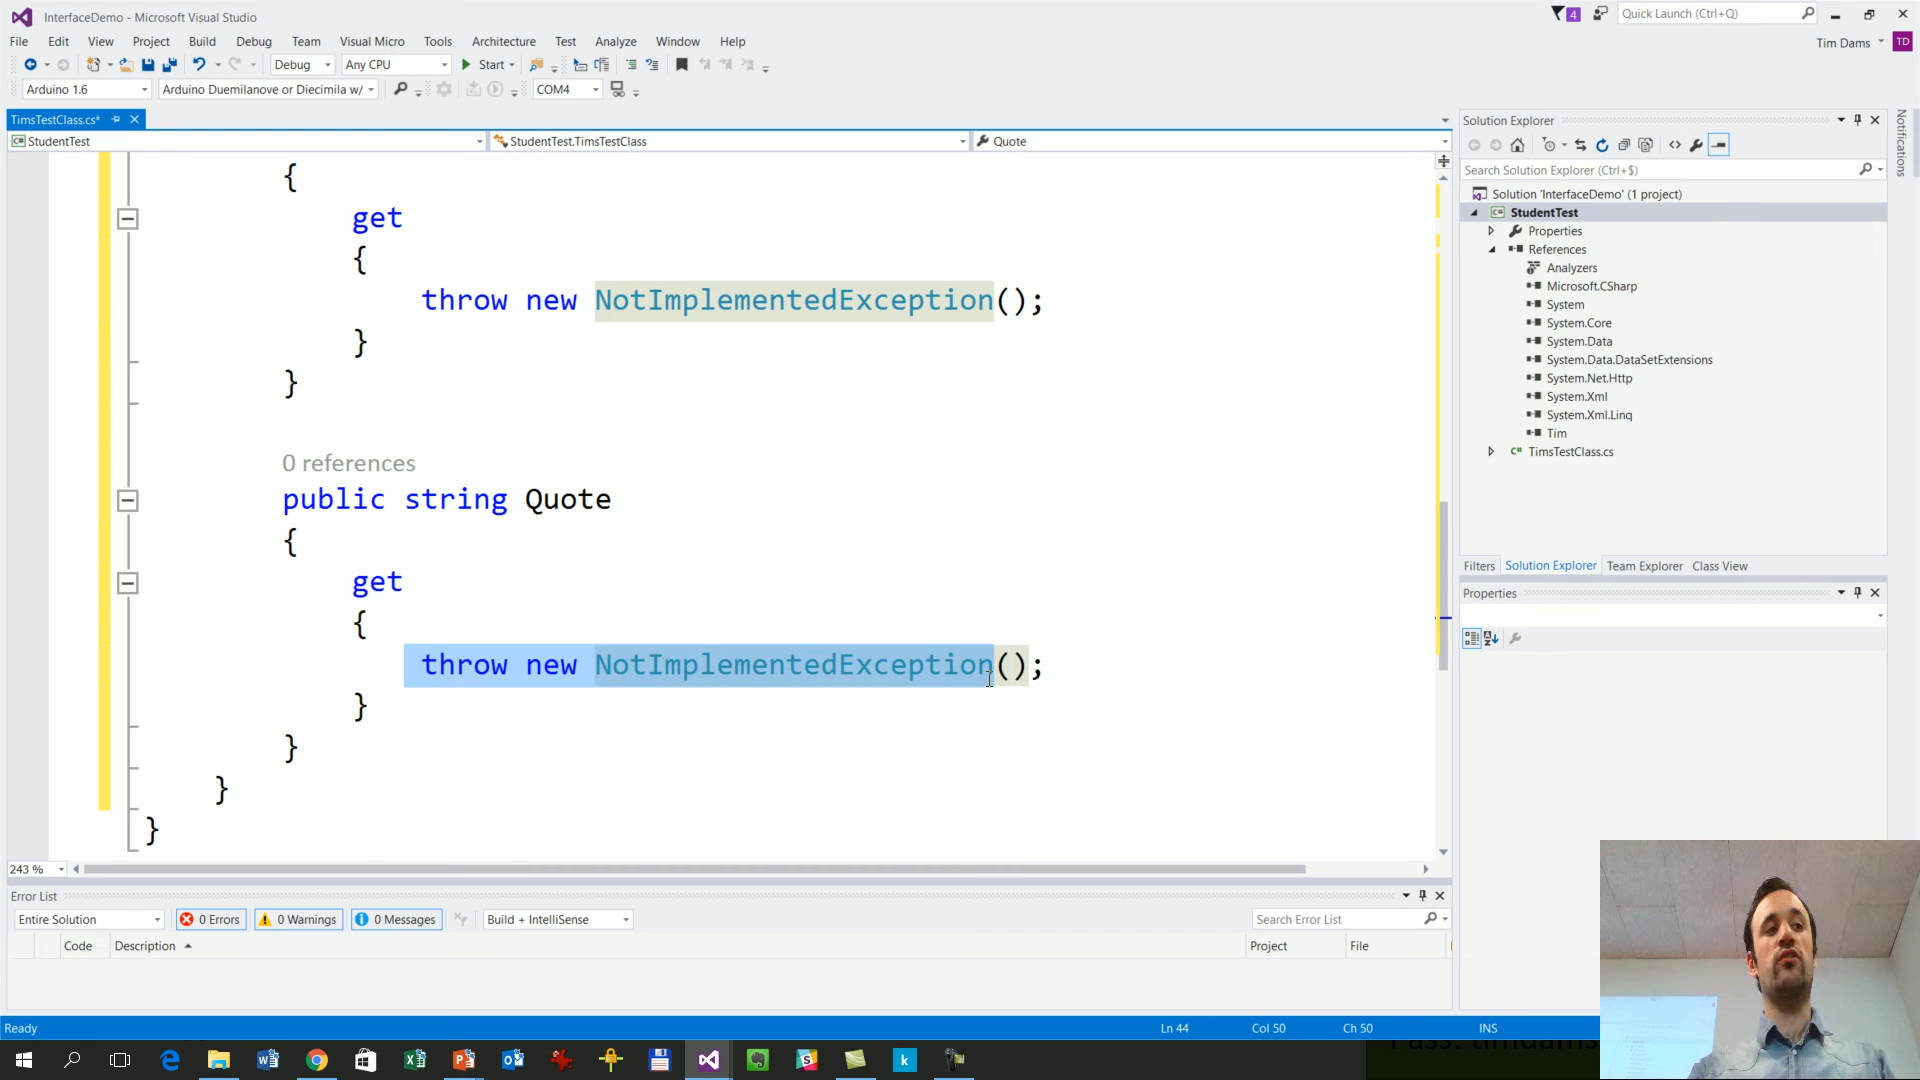 InterfaceDemo - Microsoft Visual Studio
4
Quick Launch (Ctrl+Q)
File Edit View Project Build Debug Team Visual Micro Tools Architecture Test Analyze Window Help
Tim Dams TD
Debug Any CPU Start
Arduino 1.6 Arduino Duemilanove or Diecimila w/ COM4
TimsTestClass.cs*
StudentTest StudentTest.TimsTestClass Quote
{
get
{
throw new NotImplementedException();
}
}
0 references
public string Quote
{
get
{
throw new NotImplementedException();
}
}
}
}
243 %
Solution Explorer
Search Solution Explorer (Ctrl+$)
Solution 'InterfaceDemo' (1 project)
StudentTest
Properties
References
Analyzers
Microsoft.CSharp
System
System.Core
System.Data
System.Data.DataSetExtensions
System.Net.Http
System.Xml
System.Xml.Linq
Tim
TimsTestClass.cs
Filters Solution Explorer Team Explorer Class View
Properties
Notifications
Error List
Entire Solution 0 Errors 0 Warnings 0 Messages Build + IntelliSense Search Error List
Code Description Project File
Ready Ln 44 Col 50 Ch 50 INS